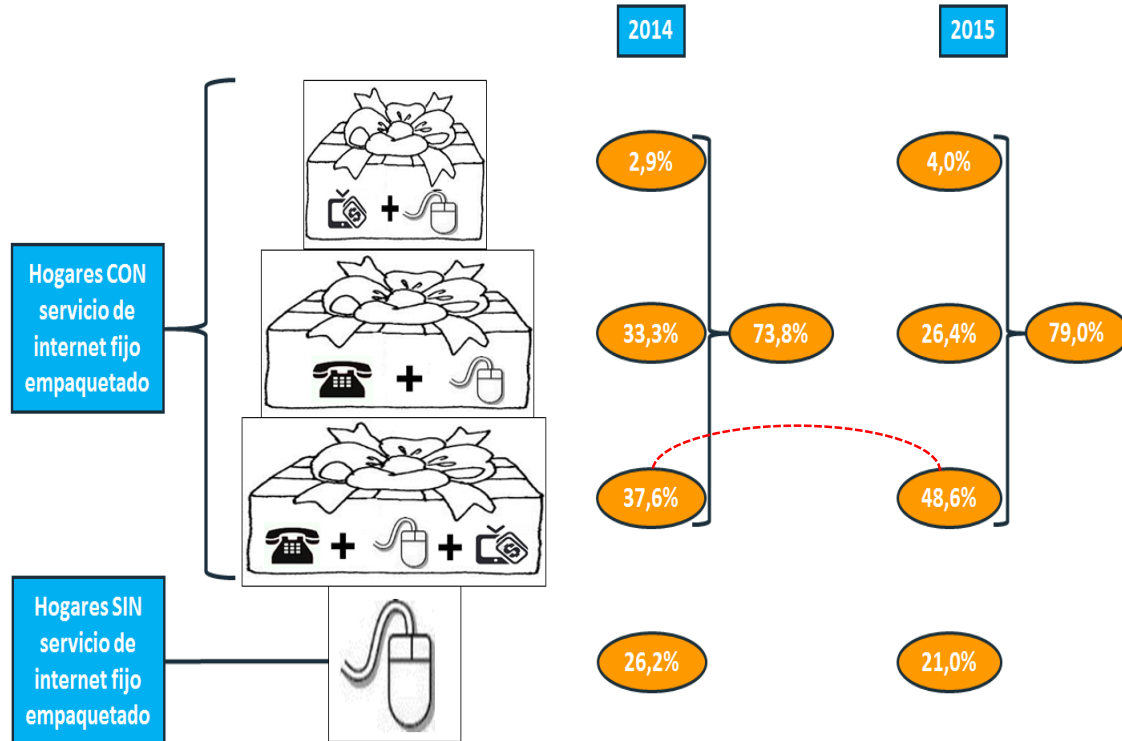 2014
2015
2,9%
4,0%
+
Hogares CON
servicio de
internet fijo
empaquetado
33,3%
73,8%
26,4%
79,0%
+
37,6%
48,6%
+
+
Hogares SIN
servicio de
internet fijo
empaquetado
26,2%
21,0%